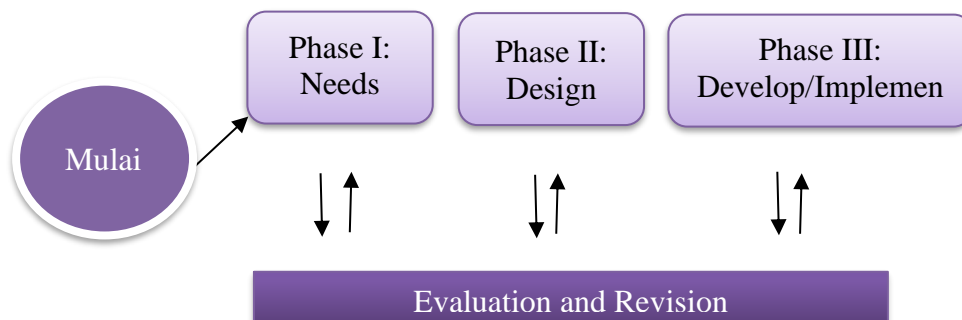 Mulai
Phase I:
Needs
Phase II:
Design
Phase III:
Develop/Implemen
Evaluation and Revision